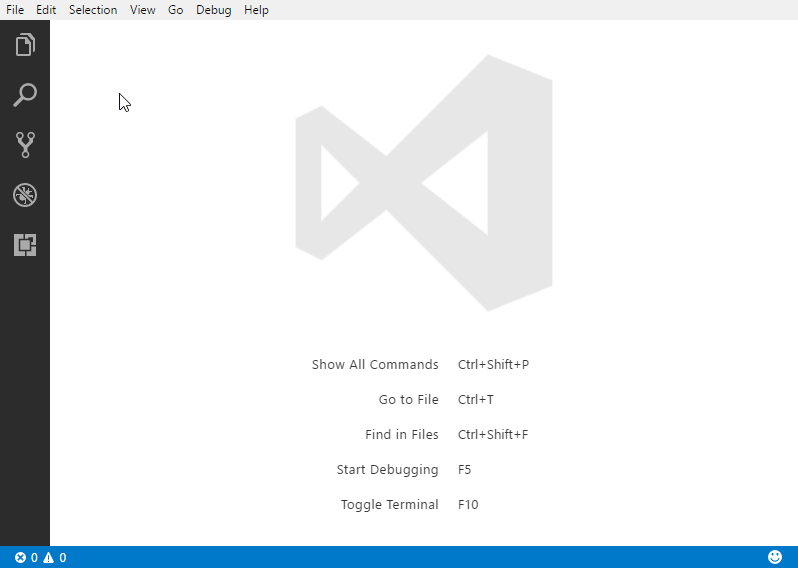 File Edit Selection View Go Debug Help
Show All Commands Ctrl+Shift+P
Go to File Ctrl+T
Find in Files Ctrl+Shift+F
Start Debugging F5
Toggle Terminal F10
0 0